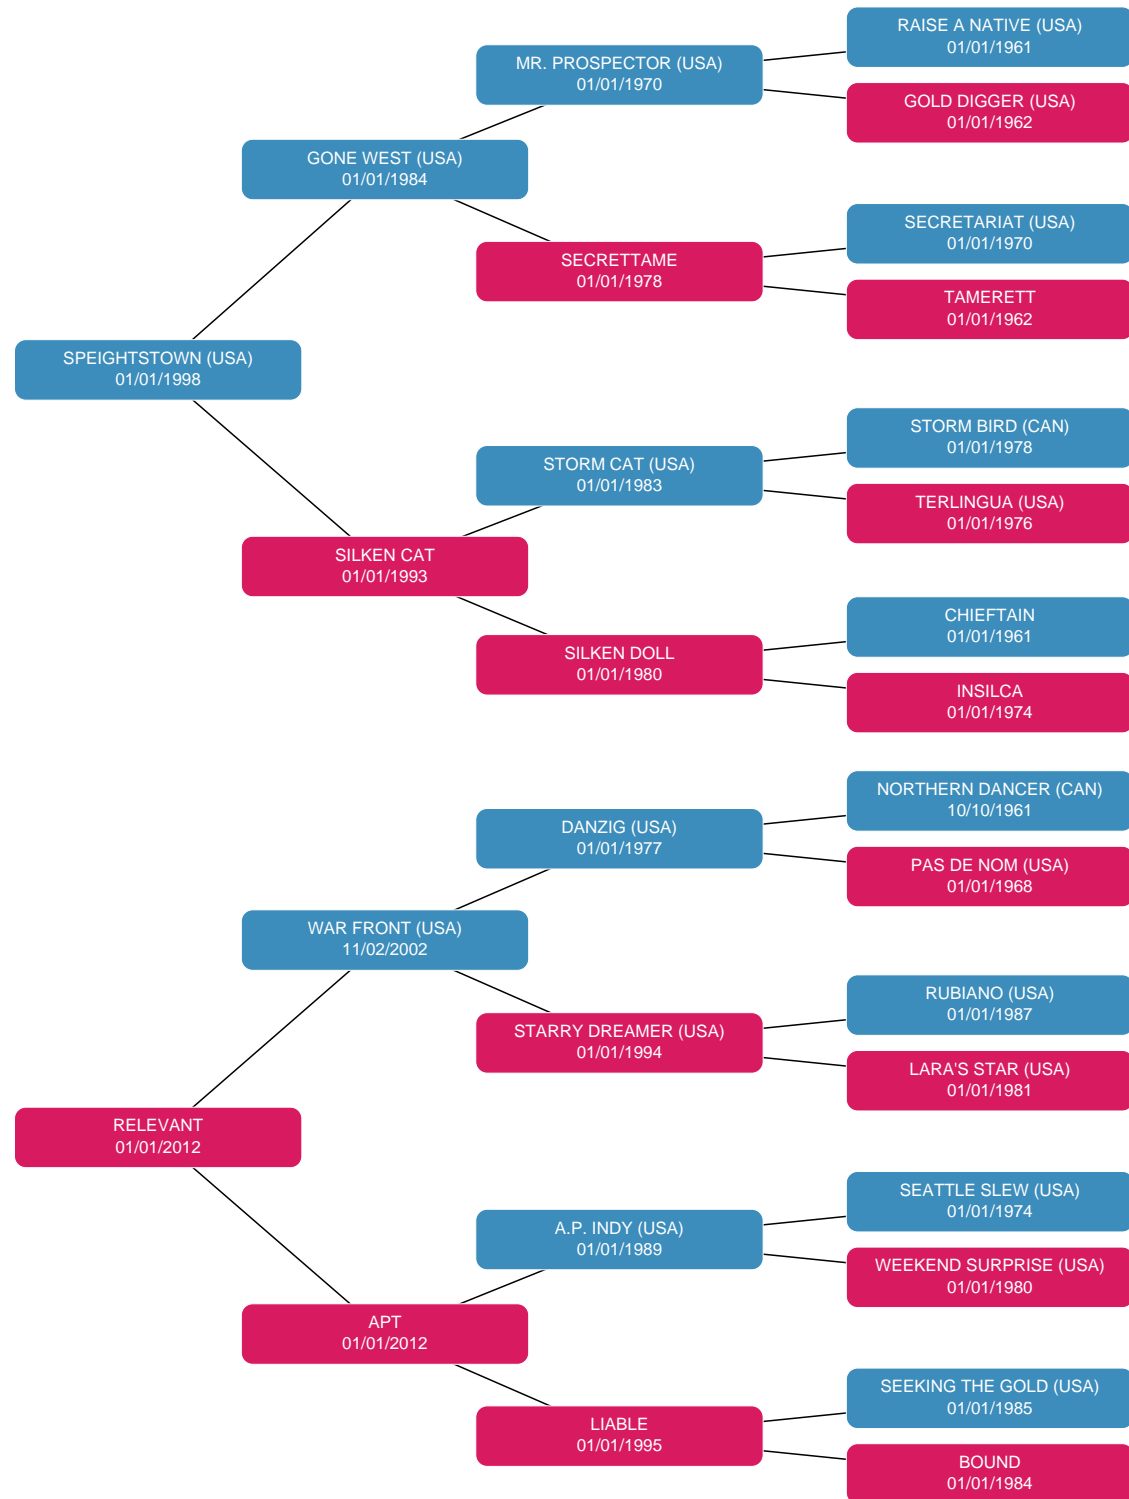 RAISE A NATIVE (USA)
01/01/1961
MR. PROSPECTOR (USA)
01/01/1970
GOLD DIGGER (USA)
01/01/1962
GONE WEST (USA)
01/01/1984
SECRETARIAT (USA)
01/01/1970
SECRETTAME
01/01/1978
TAMERETT
01/01/1962
SPEIGHTSTOWN (USA)
01/01/1998
STORM BIRD (CAN)
01/01/1978
STORM CAT (USA)
01/01/1983
TERLINGUA (USA)
01/01/1976
SILKEN CAT
01/01/1993
CHIEFTAIN
01/01/1961
SILKEN DOLL
01/01/1980
INSILCA
01/01/1974
NORTHERN DANCER (CAN)
10/10/1961
DANZIG (USA)
01/01/1977
PAS DE NOM (USA)
01/01/1968
WAR FRONT (USA)
11/02/2002
RUBIANO (USA)
01/01/1987
STARRY DREAMER (USA)
01/01/1994
LARA'S STAR (USA)
01/01/1981
RELEVANT
01/01/2012
SEATTLE SLEW (USA)
01/01/1974
A.P. INDY (USA)
01/01/1989
WEEKEND SURPRISE (USA)
01/01/1980
APT
01/01/2012
SEEKING THE GOLD (USA)
01/01/1985
LIABLE
01/01/1995
BOUND
01/01/1984